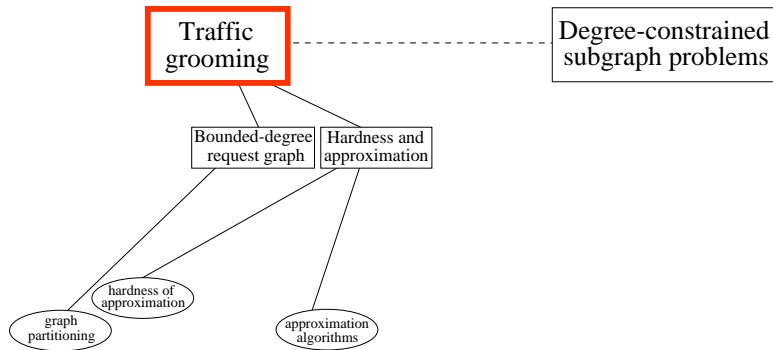 Traffic
grooming
Degree-constrained
subgraph problems
Bounded-degree
request graph
Hardness and
approximation
hardness of
approximation
graph
partitioning
approximation
algorithms